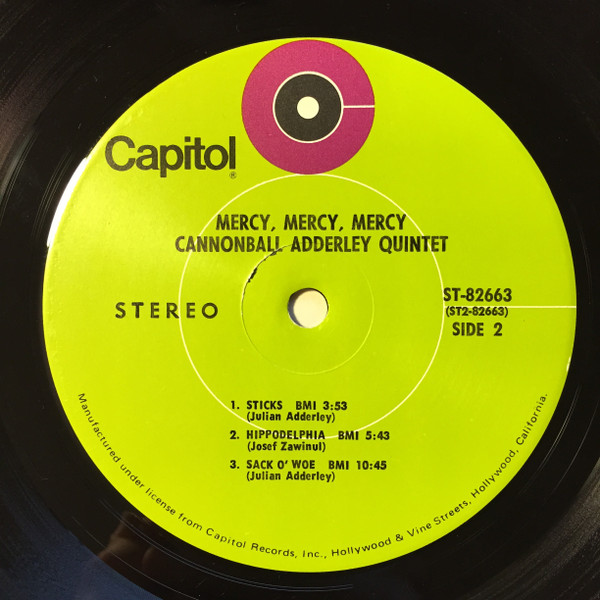 Capitol®
MERCY, MERCY, MERCY
CANNONBALL ADDERLEY QUINTET
STEREO
ST-82663
(ST2-82663)
SIDE 2
1. STICKS BMI 3:53
(Julian Adderley)
2. HIPPODELPHIA BMI 5:43
(Josef Zawinul)
3. SACK O' WOE BMI 10:45
(Julian Adderley)
Manufactured under license from Capitol Records, Inc., Hollywood & Vine Streets, Hollywood, California.